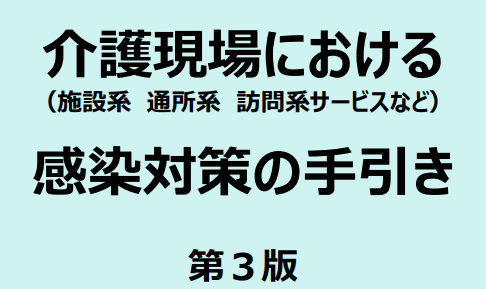 介護現場における
（施設系　通所系　訪問系サービスなど）
感染対策の手引き
第３版